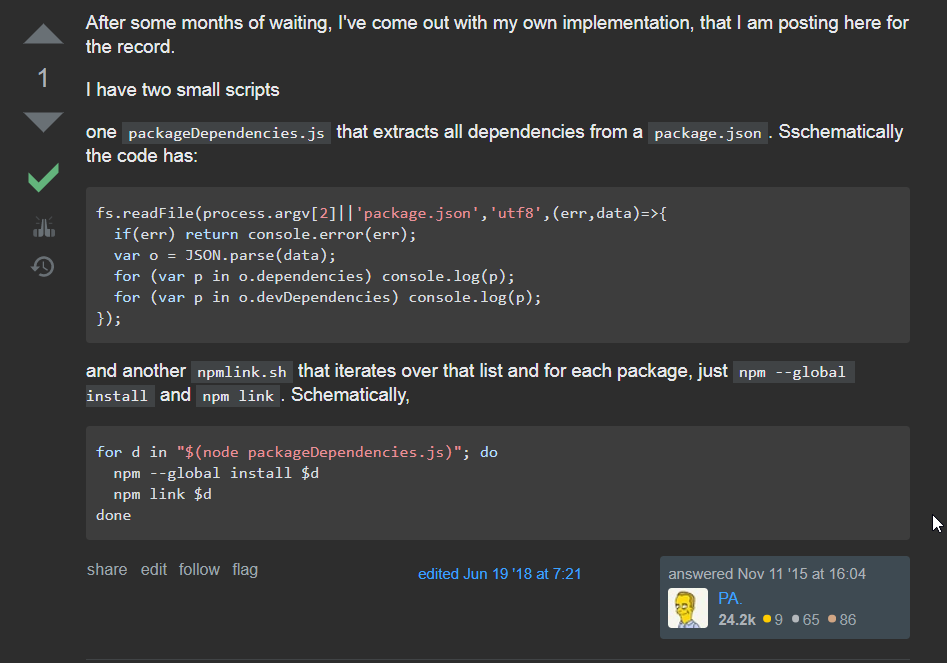 After some months of waiting, I've come out with my own implementation, that I am posting here for
the record.
1
I have two small scripts
one packageDependencies.js that extracts all dependencies from a package.json. Sschematically
the code has:
fs.readFile(process.argv[2]||'package.json','utf8',(err,data)=>{
  if(err) return console.error(err);
  var o = JSON.parse(data);
  for (var p in o.dependencies) console.log(p);
  for (var p in o.devDependencies) console.log(p);
});
and another npmlink.sh that iterates over that list and for each package, just npm --global
install and npm link. Schematically,
for d in "$(node packageDependencies.js)"; do
  npm --global install $d
  npm link $d
done
share edit follow flag
edited Jun 19 '18 at 7:21
answered Nov 11 '15 at 16:04
PA.
24.2k 9 65 86